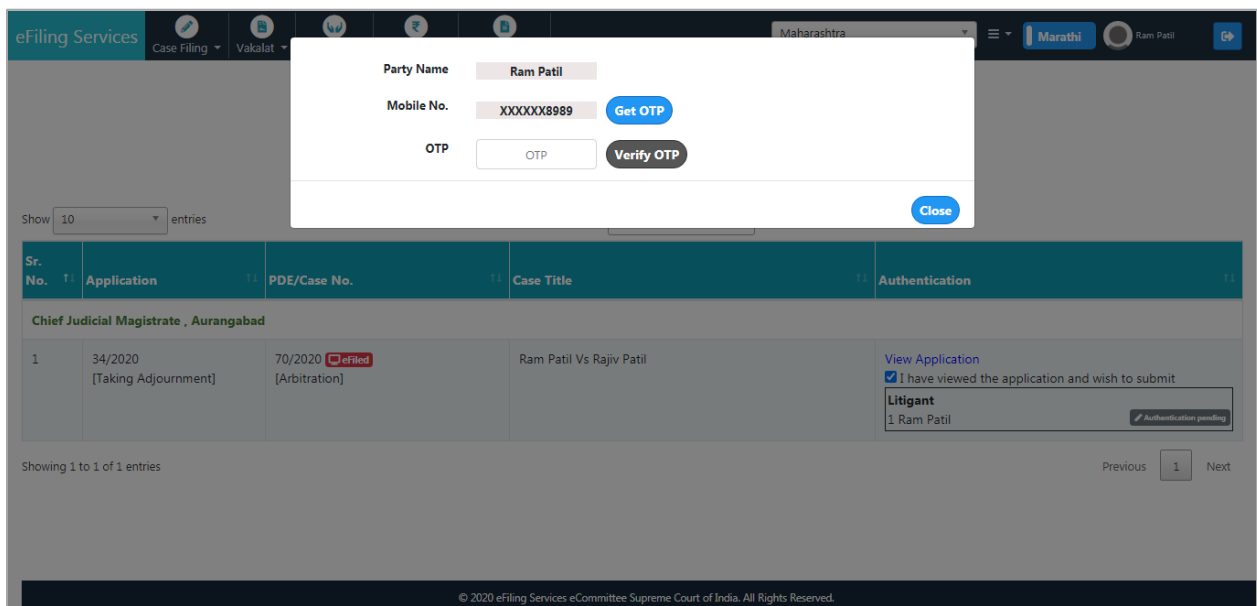 eFiling Services
Case Filing
Vakalat
Maharashtra
Marathi
Ram Patil
Party Name Ram Patil
Mobile No. XXXXXX8989 Get OTP
OTP OTP Verify OTP
Close
Show 10 entries
Sr. No. Application PDE/Case No. Case Title Authentication
Chief Judicial Magistrate , Aurangabad
1 34/2020 70/2020 eFiled Ram Patil Vs Rajiv Patil View Application
[Taking Adjournment] [Arbitration] I have viewed the application and wish to submit
Litigant
1 Ram Patil Authentication pending
Showing 1 to 1 of 1 entries Previous 1 Next
© 2020 eFiling Services eCommittee Supreme Court of India. All Rights Reserved.